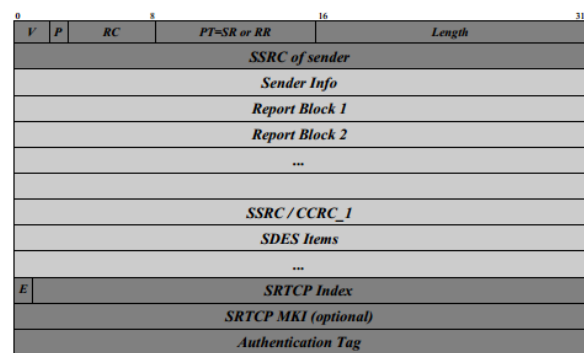 0 8 16 31
V P RC PT=SR or RR Length
SSRC of sender
Sender Info
Report Block 1
Report Block 2
...
SSRC / CCRC_1
SDES Items
...
E SRTCP Index
SRTCP MKI (optional)
Authentication Tag